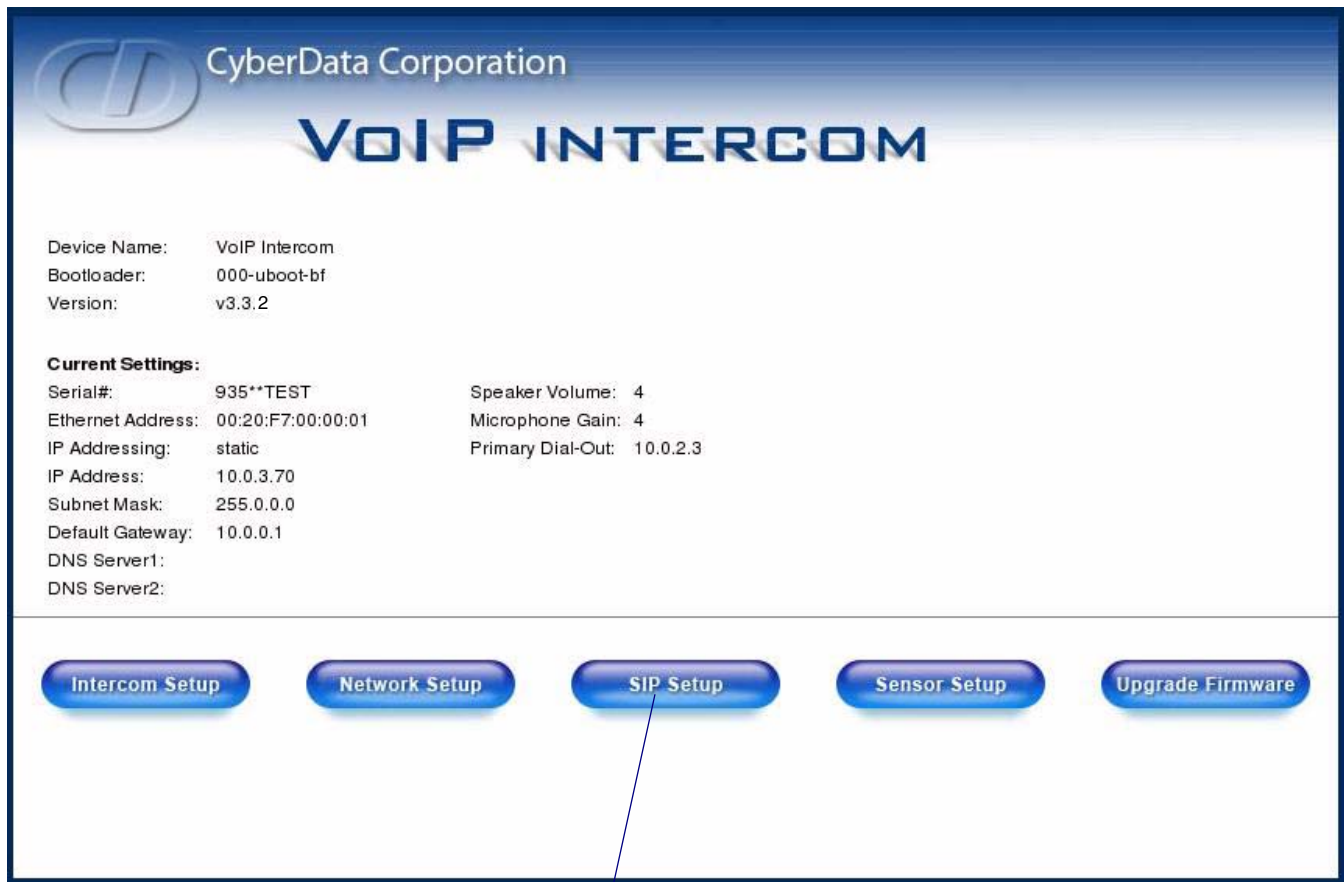 CyberData Corporation
VoIP INTERCOM
Device Name: VoIP Intercom
Bootloader: 000-uboot-bf
Version: v3.3.2
Current Settings:
Serial#: 935**TEST Speaker Volume: 4
Ethernet Address: 00:20:F7:00:00:01 Microphone Gain: 4
IP Addressing: static Primary Dial-Out: 10.0.2.3
IP Address: 10.0.3.70
Subnet Mask: 255.0.0.0
Default Gateway: 10.0.0.1
DNS Server1:
DNS Server2:
Intercom Setup Network Setup SIP Setup Sensor Setup Upgrade Firmware